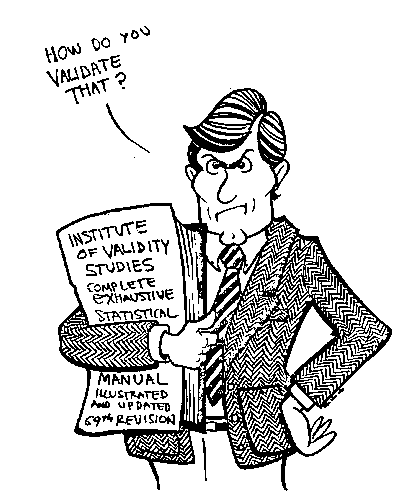 HOW DO YOU
VALIDATE
THAT?
INSTITUTE
OF VALIDITY
STUDIES
COMPLETE
EXHAUSTIVE
STATISTICAL
MANUAL
ILLUSTRATED
AND UPDATED
69TH REVISION